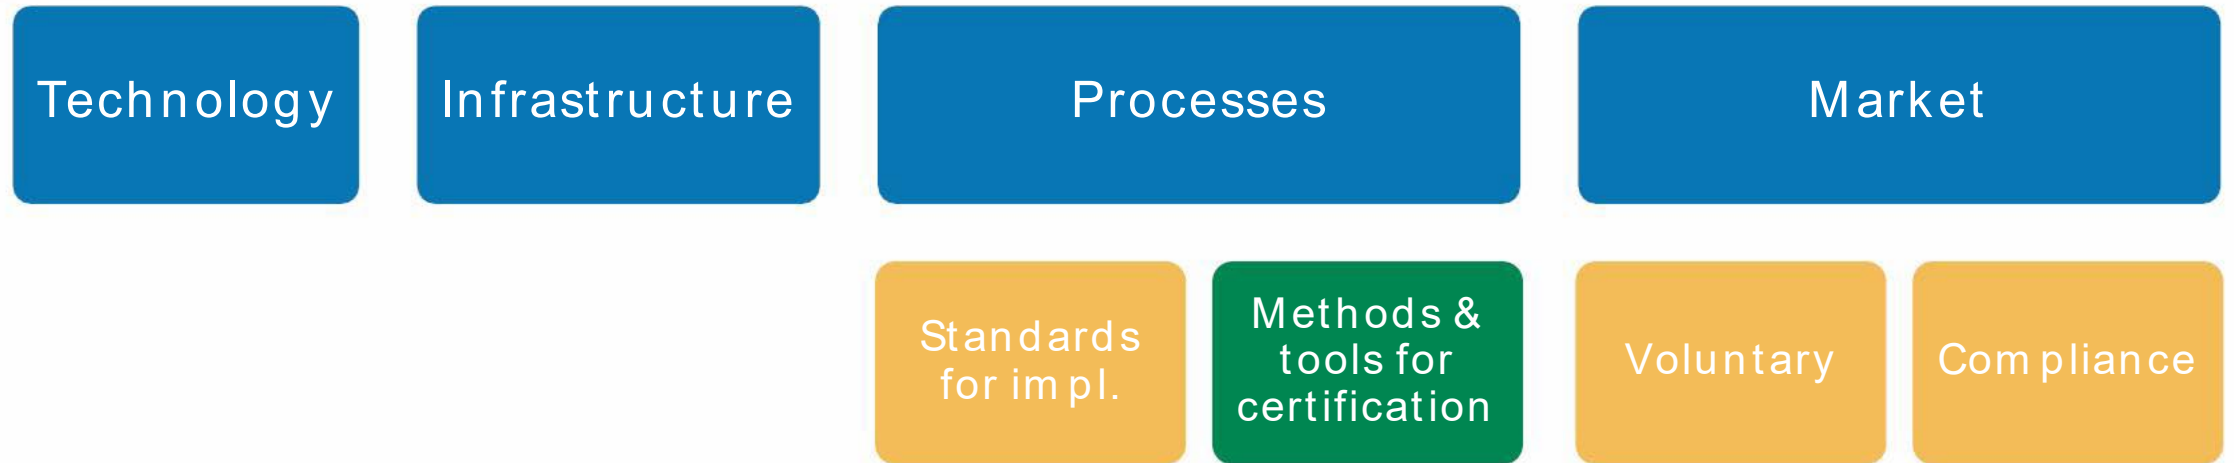 Technology
Infrastructure
Processes
Market
Standards
for impl.
Methods &
tools for
certification
Voluntary
Compliance